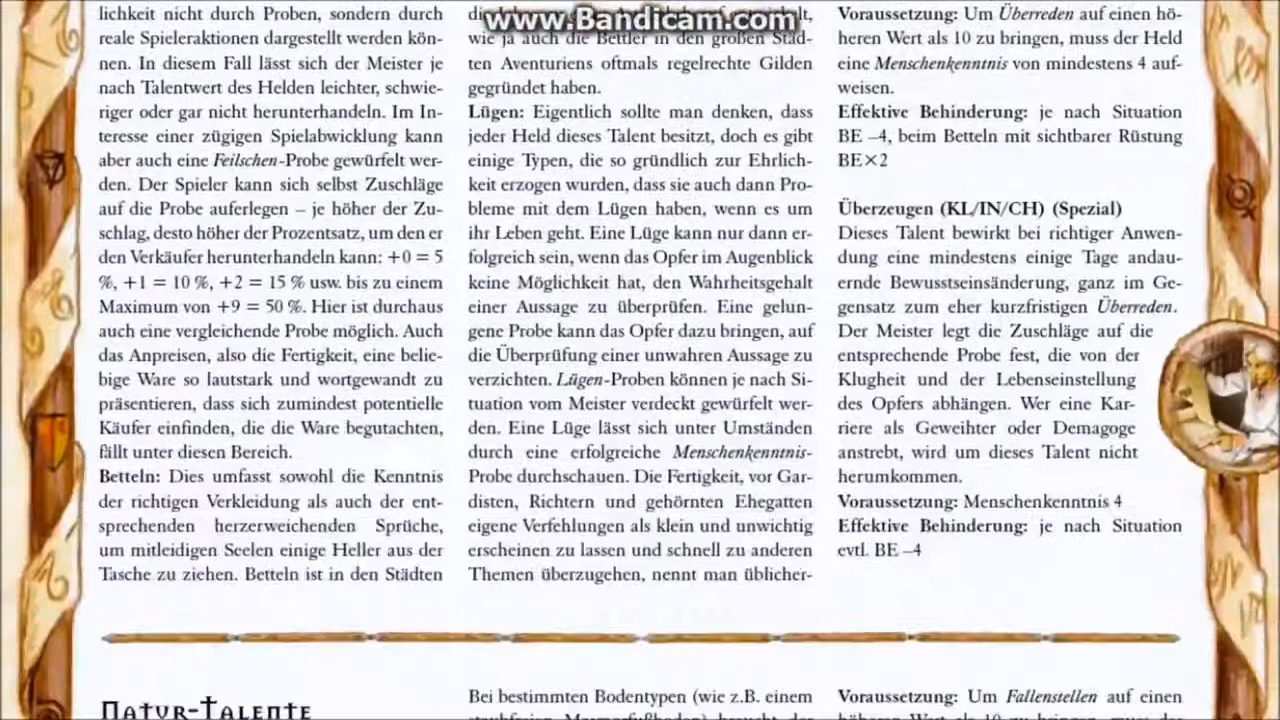 www.Bandicam.com
lichkeit nicht durch Proben, sondern durch
reale Spieleraktionen dargestellt werden kön-
nen. In diesem Fall lässt sich der Meister je
nach Talentwert des Helden leichter, schwie-
riger oder gar nicht herunterhandeln. Im In-
teresse einer zügigen Spielabwicklung kann
aber auch eine Feilschen-Probe gewürfelt wer-
den. Der Spieler kann sich selbst Zuschläge
auf die Probe auferlegen – je höher der Zu-
schlag, desto höher der Prozentsatz, um den er
den Verkäufer herunterhandeln kann: +0 = 5
%, +1 = 10 %, +2 = 15 % usw. bis zu einem
Maximum von +9 = 50 %. Hier ist durchaus
auch eine vergleichende Probe möglich. Auch
das Anpreisen, also die Fertigkeit, eine belie-
bige Ware so lautstark und wortgewandt zu
präsentieren, dass sich zumindest potentielle
Käufer einfinden, die die Ware begutachten,
fällt unter diesen Bereich.
Betteln: Dies umfasst sowohl die Kenntnis
der richtigen Verkleidung als auch der ent-
sprechenden herzerweichenden Sprüche,
um mitleidigen Seelen einige Heller aus der
Tasche zu ziehen. Betteln ist in den Städten
wie ja auch die Bettler in den großen Städ-
ten Aventuriens oftmals regelrechte Gilden
gegründet haben.
Lügen: Eigentlich sollte man denken, dass
jeder Held dieses Talent besitzt, doch es gibt
einige Typen, die so gründlich zur Ehrlich-
keit erzogen wurden, dass sie auch dann Pro-
bleme mit dem Lügen haben, wenn es um
ihr Leben geht. Eine Lüge kann nur dann er-
folgreich sein, wenn das Opfer im Augenblick
keine Möglichkeit hat, den Wahrheitsgehalt
einer Aussage zu überprüfen. Eine gelun-
gene Probe kann das Opfer dazu bringen, auf
die Überprüfung einer unwahren Aussage zu
verzichten. Lügen-Proben können je nach Si-
tuation vom Meister verdeckt gewürfelt wer-
den. Eine Lüge lässt sich unter Umständen
durch eine erfolgreiche Menschenkenntnis-
Probe durchschauen. Die Fertigkeit, vor Gar-
disten, Richtern und gehörnten Ehegatten
eigene Verfehlungen als klein und unwichtig
erscheinen zu lassen und schnell zu anderen
Themen überzugehen, nennt man üblicher-
Voraussetzung: Um Überreden auf einen hö-
heren Wert als 10 zu bringen, muss der Held
eine Menschenkenntnis von mindestens 4 auf-
weisen.
Effektive Behinderung: je nach Situation
BE –4, beim Betteln mit sichtbarer Rüstung
BE×2
Überzeugen (KL/IN/CH) (Spezial)
Dieses Talent bewirkt bei richtiger Anwen-
dung eine mindestens einige Tage andau-
ernde Bewusstseinsänderung, ganz im Ge-
gensatz zum eher kurzfristigen Überreden.
Der Meister legt die Zuschläge auf die
entsprechende Probe fest, die von der
Klugheit und der Lebenseinstellung
des Opfers abhängen. Wer eine Kar-
riere als Geweihter oder Demagoge
anstrebt, wird um dieses Talent nicht
herumkommen.
Voraussetzung: Menschenkenntnis 4
Effektive Behinderung: je nach Situation
evtl. BE –4
Natur-Talente
Bei bestimmten Bodentypen (wie z.B. einem
Voraussetzung: Um Fallenstellen auf einen